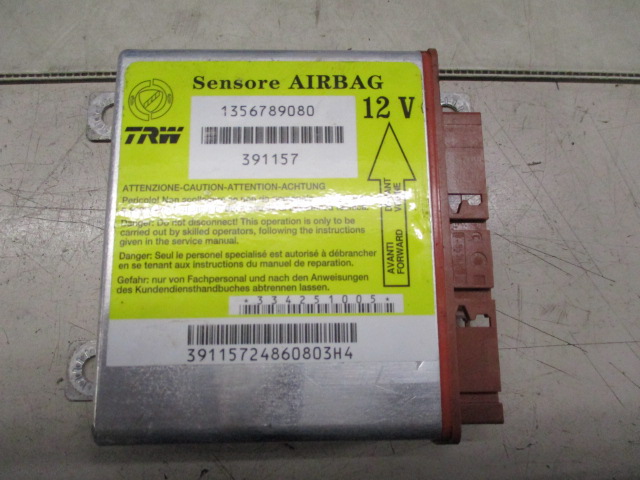 Sensore AIRBAG
1356789080
12 V
TRW
391157
ATTENZIONE-CAUTION-ATTENTION-ACHTUNG
Pericolo! Non
Danger: Do not disconnect! This operation is only to be
carried out by skilled operators, following the instructions
given in the service manual.
Danger: Seul le personel specialisé est autorisé à débrancher
en se tenant aux instructions du manuel de reparation.
Gefahr: nur von Fachpersonal und nach den Anweisungen
des Kundendiensthandbuches abtrennen lassen.
AVANTI
FORWARD
*334251005*
39115724860803H4